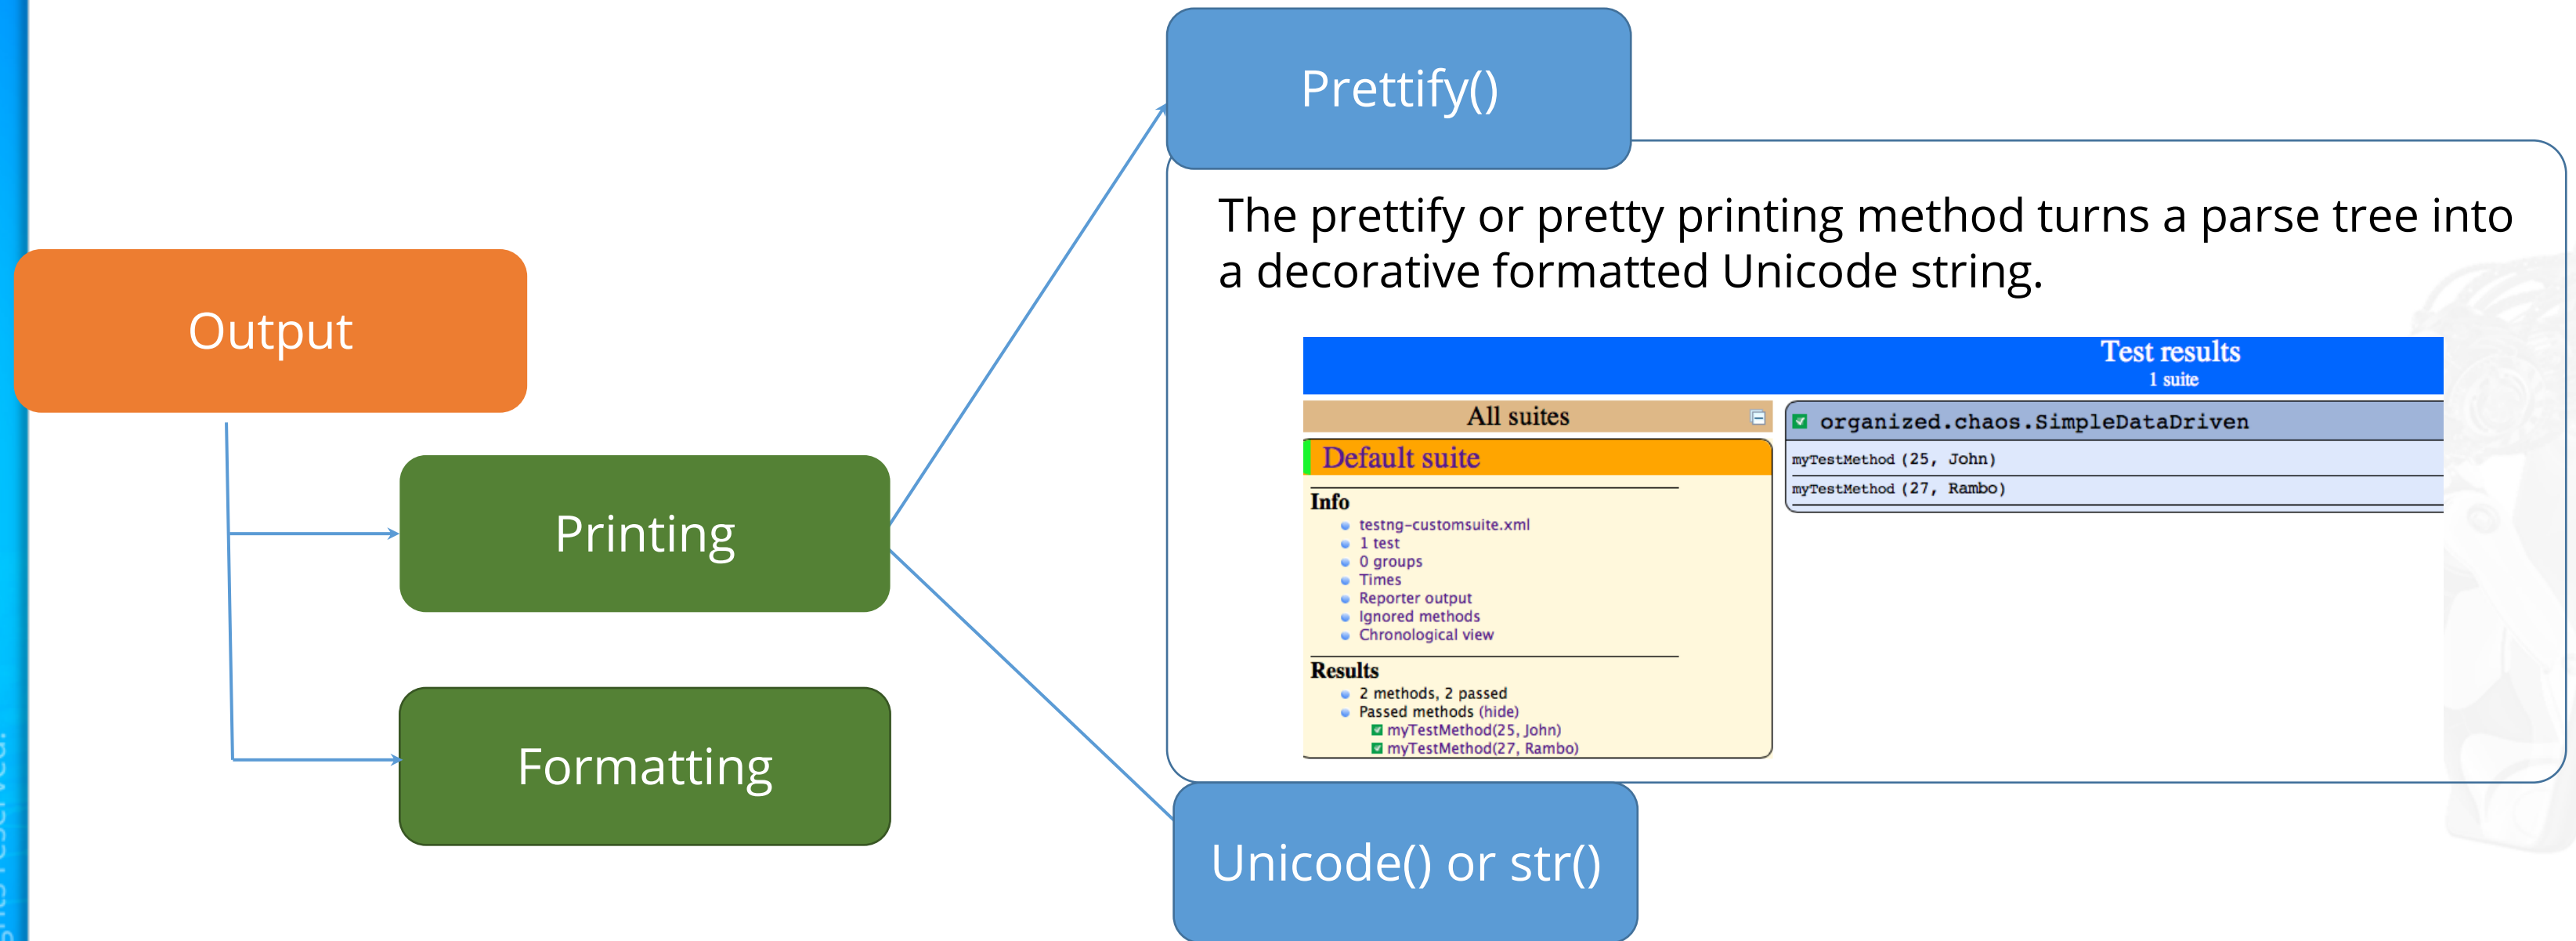 Prettify()
The prettify or pretty printing method turns a parse tree into
a decorative formatted Unicode string.
Output
Printing
Formatting
Test results
1 suite
All suites
Default suite
Info
testng-customsuite.xml
1 test
0 groups
Times
Reporter output
Ignored methods
Chronological view
Results
2 methods, 2 passed
Passed methods (hide)
myTestMethod(25, John)
myTestMethod(27, Rambo)
organized.chaos.SimpleDataDriven
myTestMethod (25, John)
myTestMethod (27, Rambo)
Unicode() or str()
reserved.